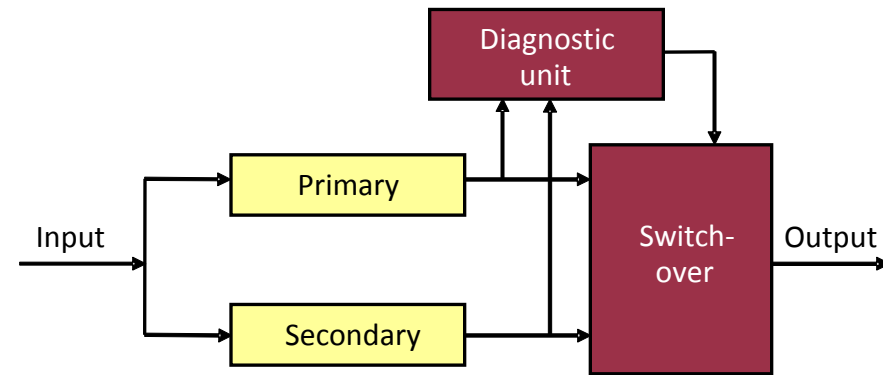 Diagnostic
unit
Primary
Input
Switch-
over
Output
Secondary